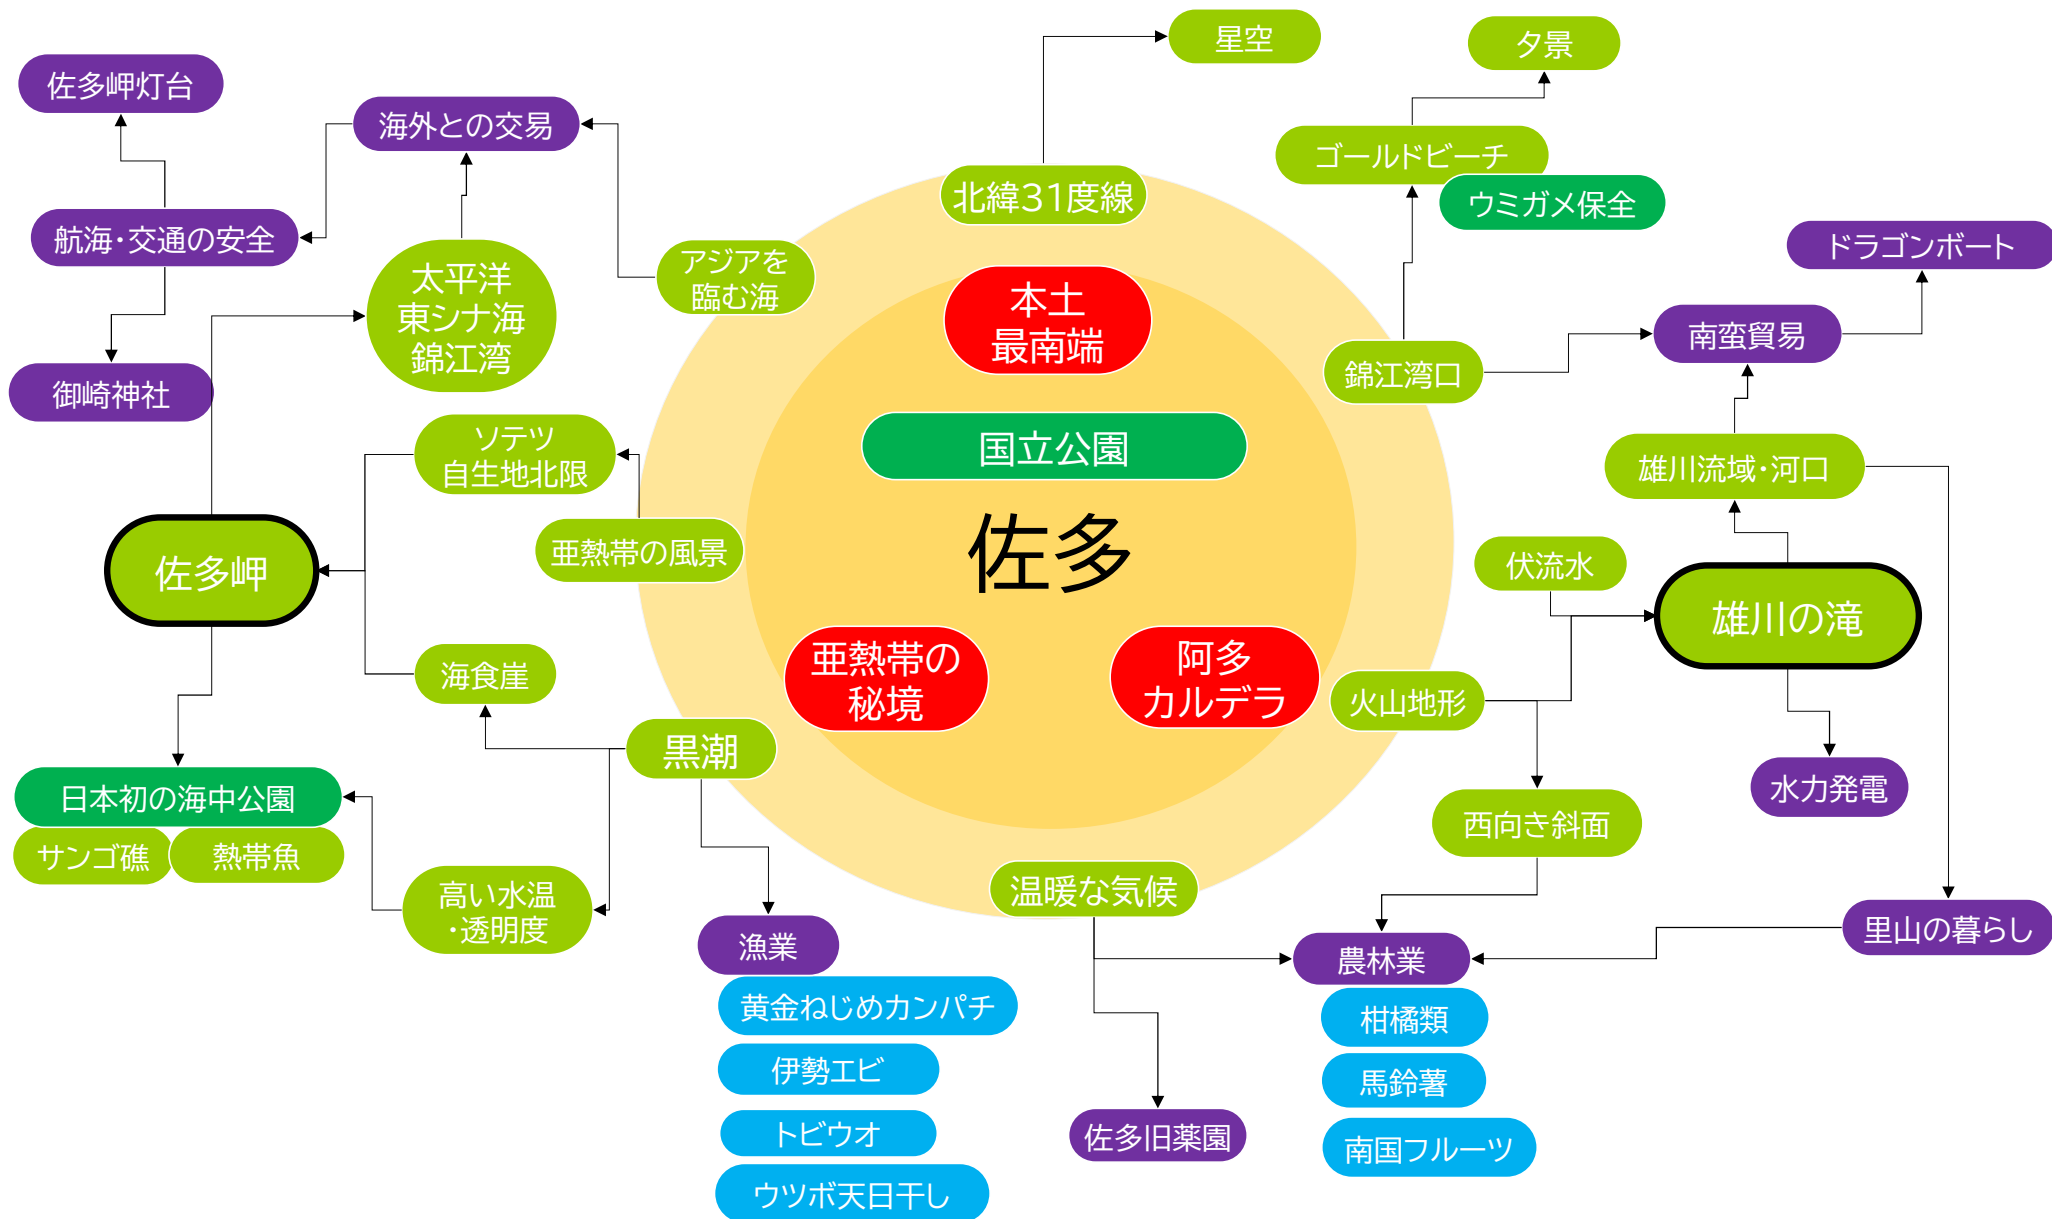 星空
夕景
佐多岬灯台
海外との交易
ゴールドビーチ
ウミガメ保全
北緯31度線
航海・交通の安全
太平洋
東シナ海
錦江湾
アジアを
臨む海
ドラゴンボート
本土
最南端
南蛮貿易
錦江湾口
御崎神社
ソテツ
自生地北限
国立公園
雄川流域・河口
佐多岬
亜熱帯の風景
佐多
伏流水
雄川の滝
海食崖
亜熱帯の
秘境
阿多
カルデラ
火山地形
黒潮
日本初の海中公園
サンゴ礁
熱帯魚
水力発電
西向き斜面
高い水温
・透明度
温暖な気候
漁業
農林業
里山の暮らし
黄金ねじめカンパチ
伊勢エビ
トビウオ
ウツボ天日干し
佐多旧薬園
柑橘類
馬鈴薯
南国フルーツ